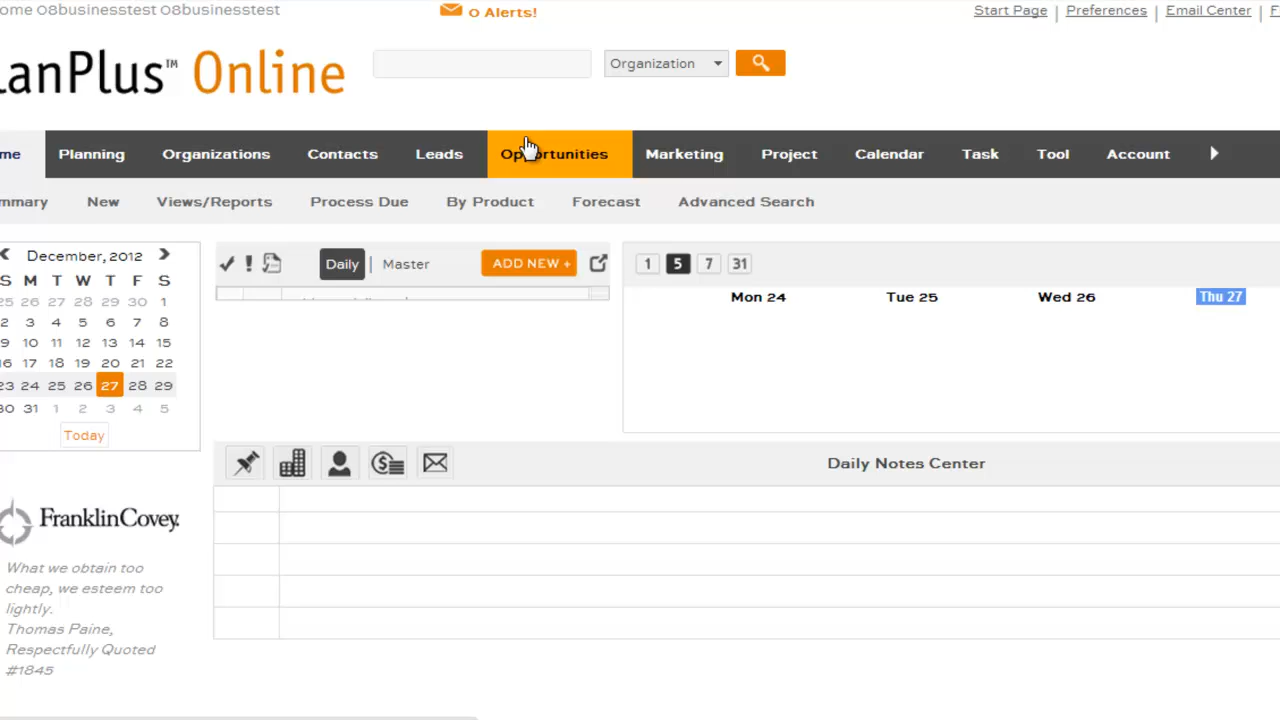 ome 08businesstest 08businesstest
0 Alerts!
Start Page | Preferences | Email Center | F
lanPlus™ Online
Organization
me Planning Organizations Contacts Leads Opportunities Marketing Project Calendar Task Tool Account
mmary New Views/Reports Process Due By Product Forecast Advanced Search
December, 2012
S M T W T F S
25 26 27 28 29 30 1
2 3 4 5 6 7 8
9 10 11 12 13 14 15
16 17 18 19 20 21 22
23 24 25 26 27 28 29
30 31 1 2 3 4 5
Today
Daily | Master
ADD NEW +
1 5 7 31
Mon 24 Tue 25 Wed 26 Thu 27
Daily Notes Center
FranklinCovey.
What we obtain too
cheap, we esteem too
lightly.
Thomas Paine,
Respectfully Quoted
#1845